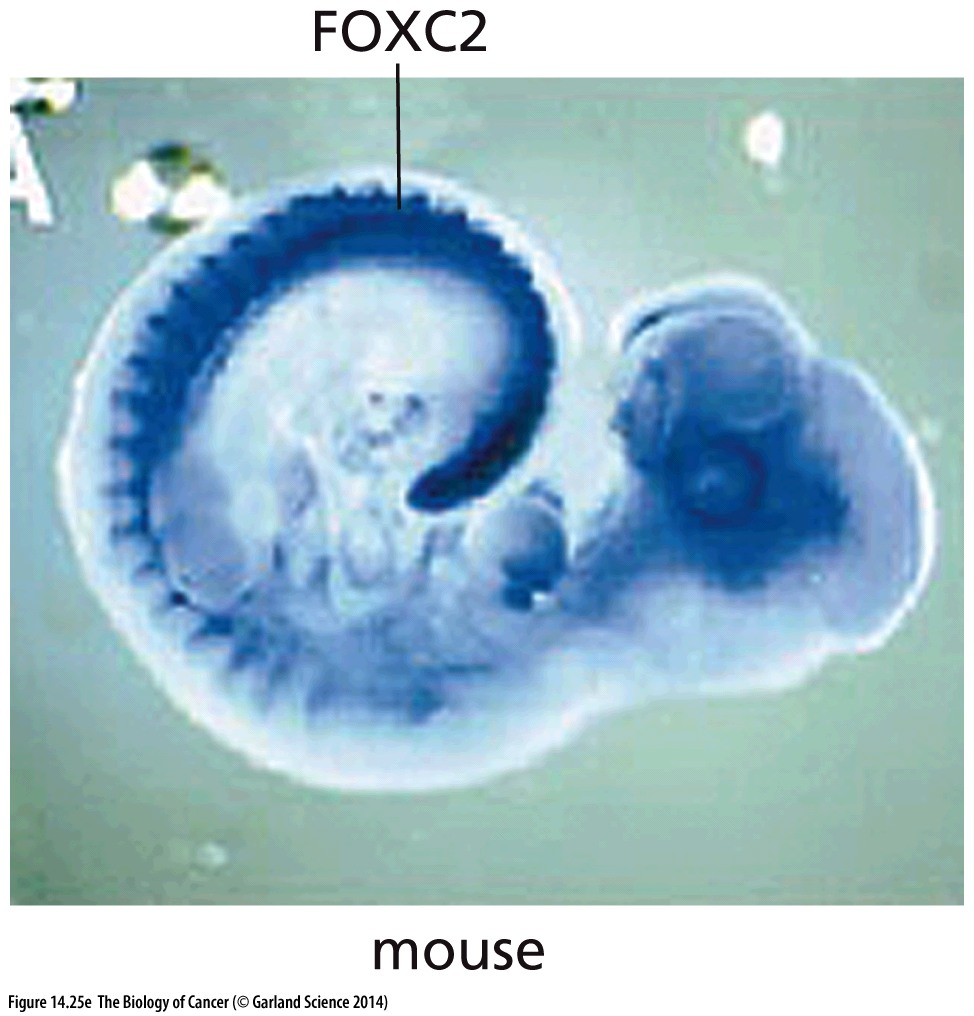 FOXC2
A
mouse
Figure 14.25e The Biology of Cancer (© Garland Science 2014)